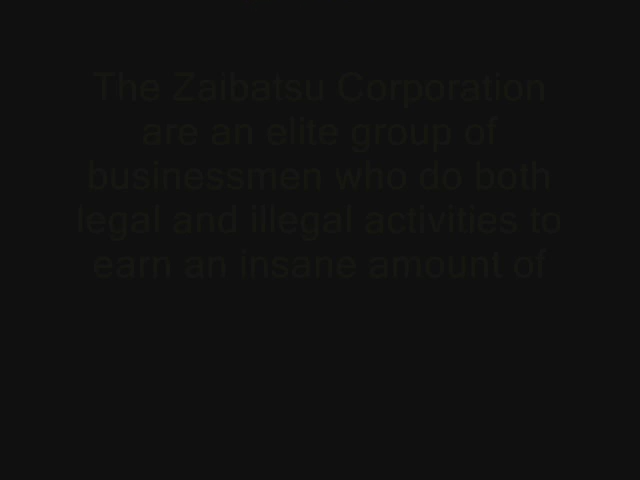 The Zaibatsu Corporation
are an elite group of
businessmen who do both
legal and illegal activities to
earn an insane amount of